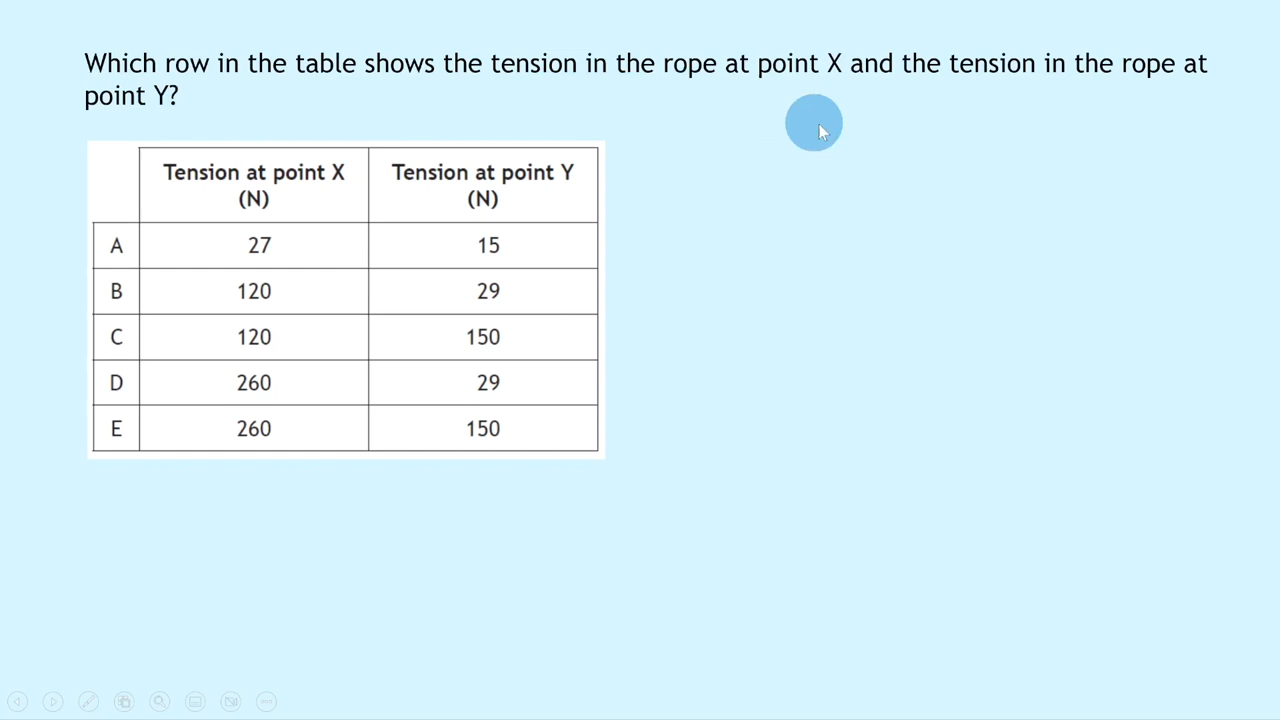 Which row in the table shows the tension in the rope at point X and the tension in the rope at
point Y?
Tension at point X Tension at point Y
(N) (N)
A 27 15
B 120 29
C 120 150
D 260 29
E 260 150